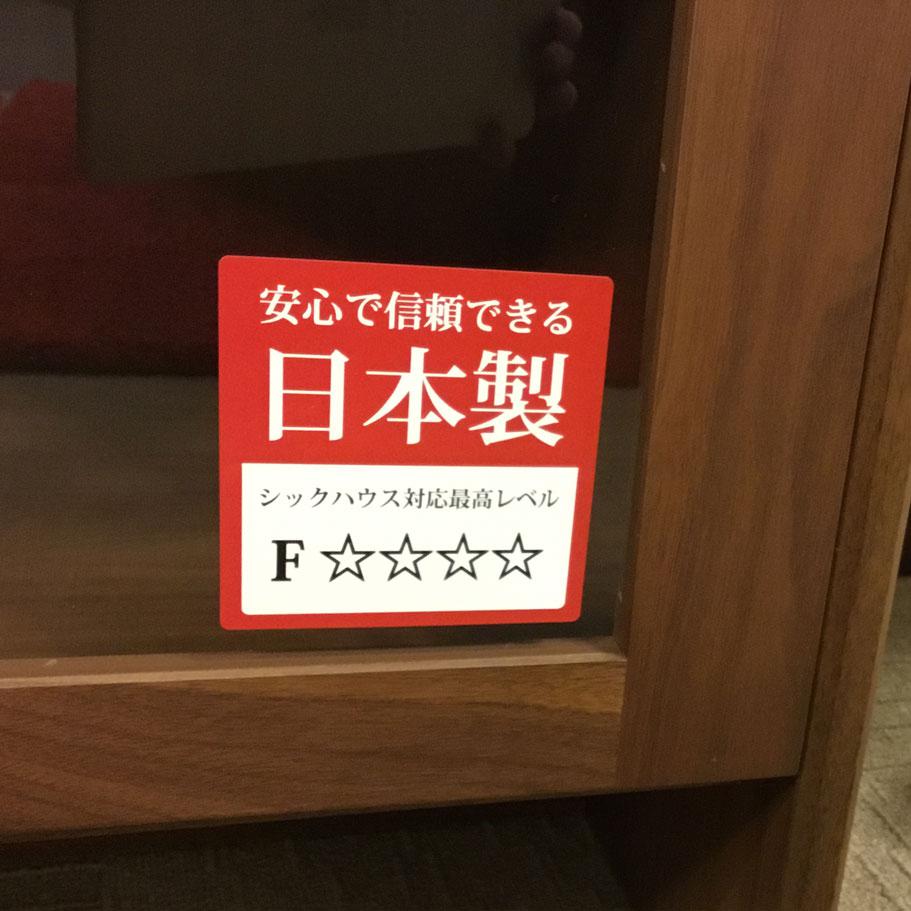 安心で信頼できる
日本製
シックハウス対応最高レベル
F☆☆☆☆